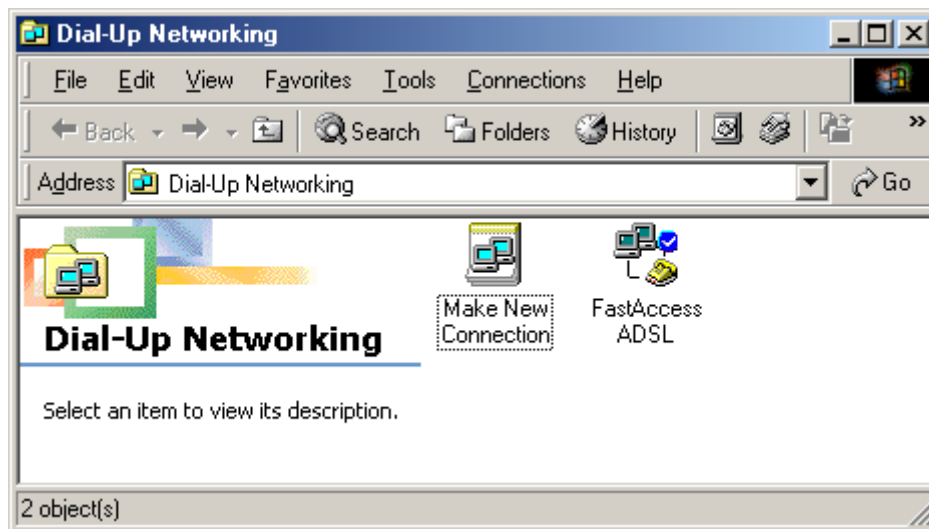 Dial-Up Networking
File Edit View Favorites Tools Connections Help
Back Search Folders History »
Address Dial-Up Networking Go
Make New Connection
FastAccess ADSL
Dial-Up Networking
Select an item to view its description.
2 object(s)